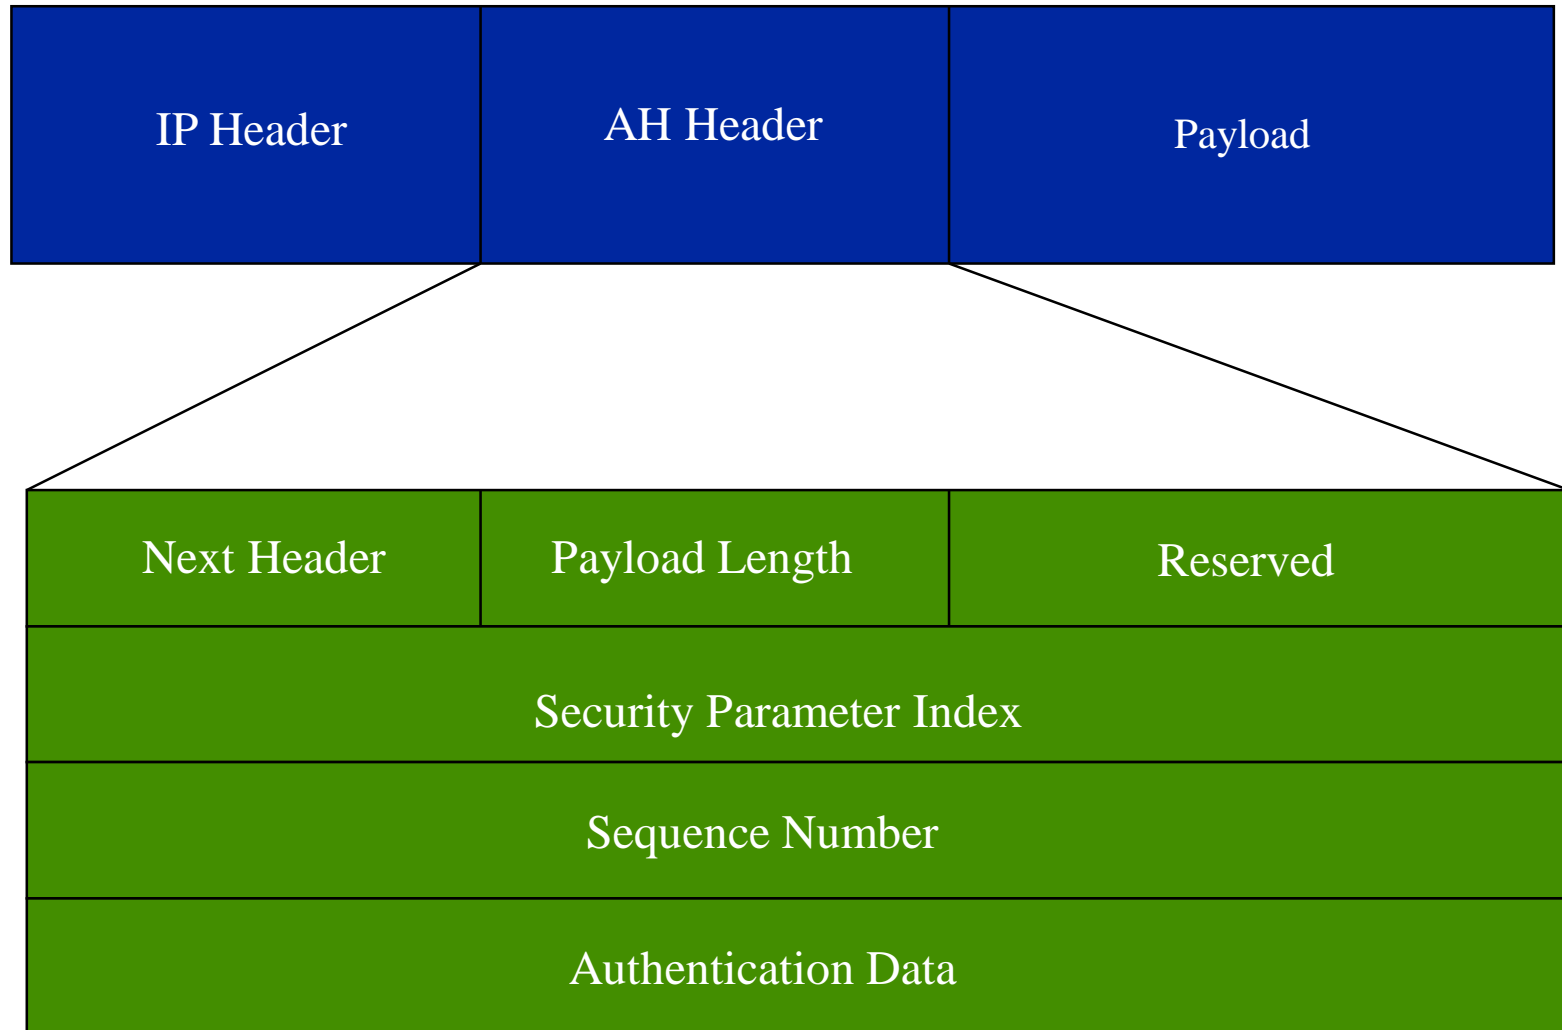 IP Header
AH Header
Payload
Next Header
Payload Length
Reserved
Security Parameter Index
Sequence Number
Authentication Data